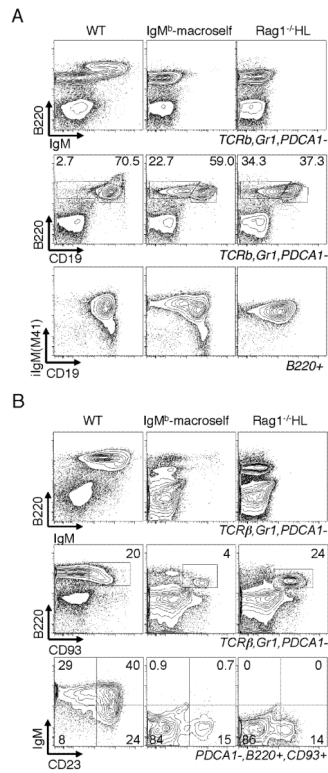 A
WT IgMᵇ-macroself Rag1⁻/⁻HL
B220
IgM
TCRb,Gr1,PDCA1-
2.7 70.5 22.7 59.0 34.3 37.3
B220
CD19
TCRb,Gr1,PDCA1-
iIgM(M41)
CD19
B220+
B
WT IgMᵇ-macroself Rag1⁻/⁻HL
B220
IgM
TCRβ,Gr1,PDCA1-
20 4 24
B220
CD93
TCRβ,Gr1,PDCA1-
29 40 0.9 0.7 0 0
IgM
8 24 84 15 86 14
CD23
PDCA1-,B220+,CD93+